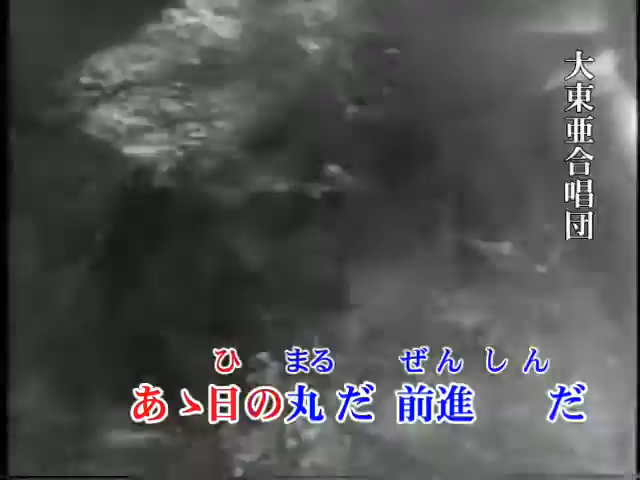 大東亜合唱団
ひ まる ぜんしん
あゝ日の丸だ 前進 だ